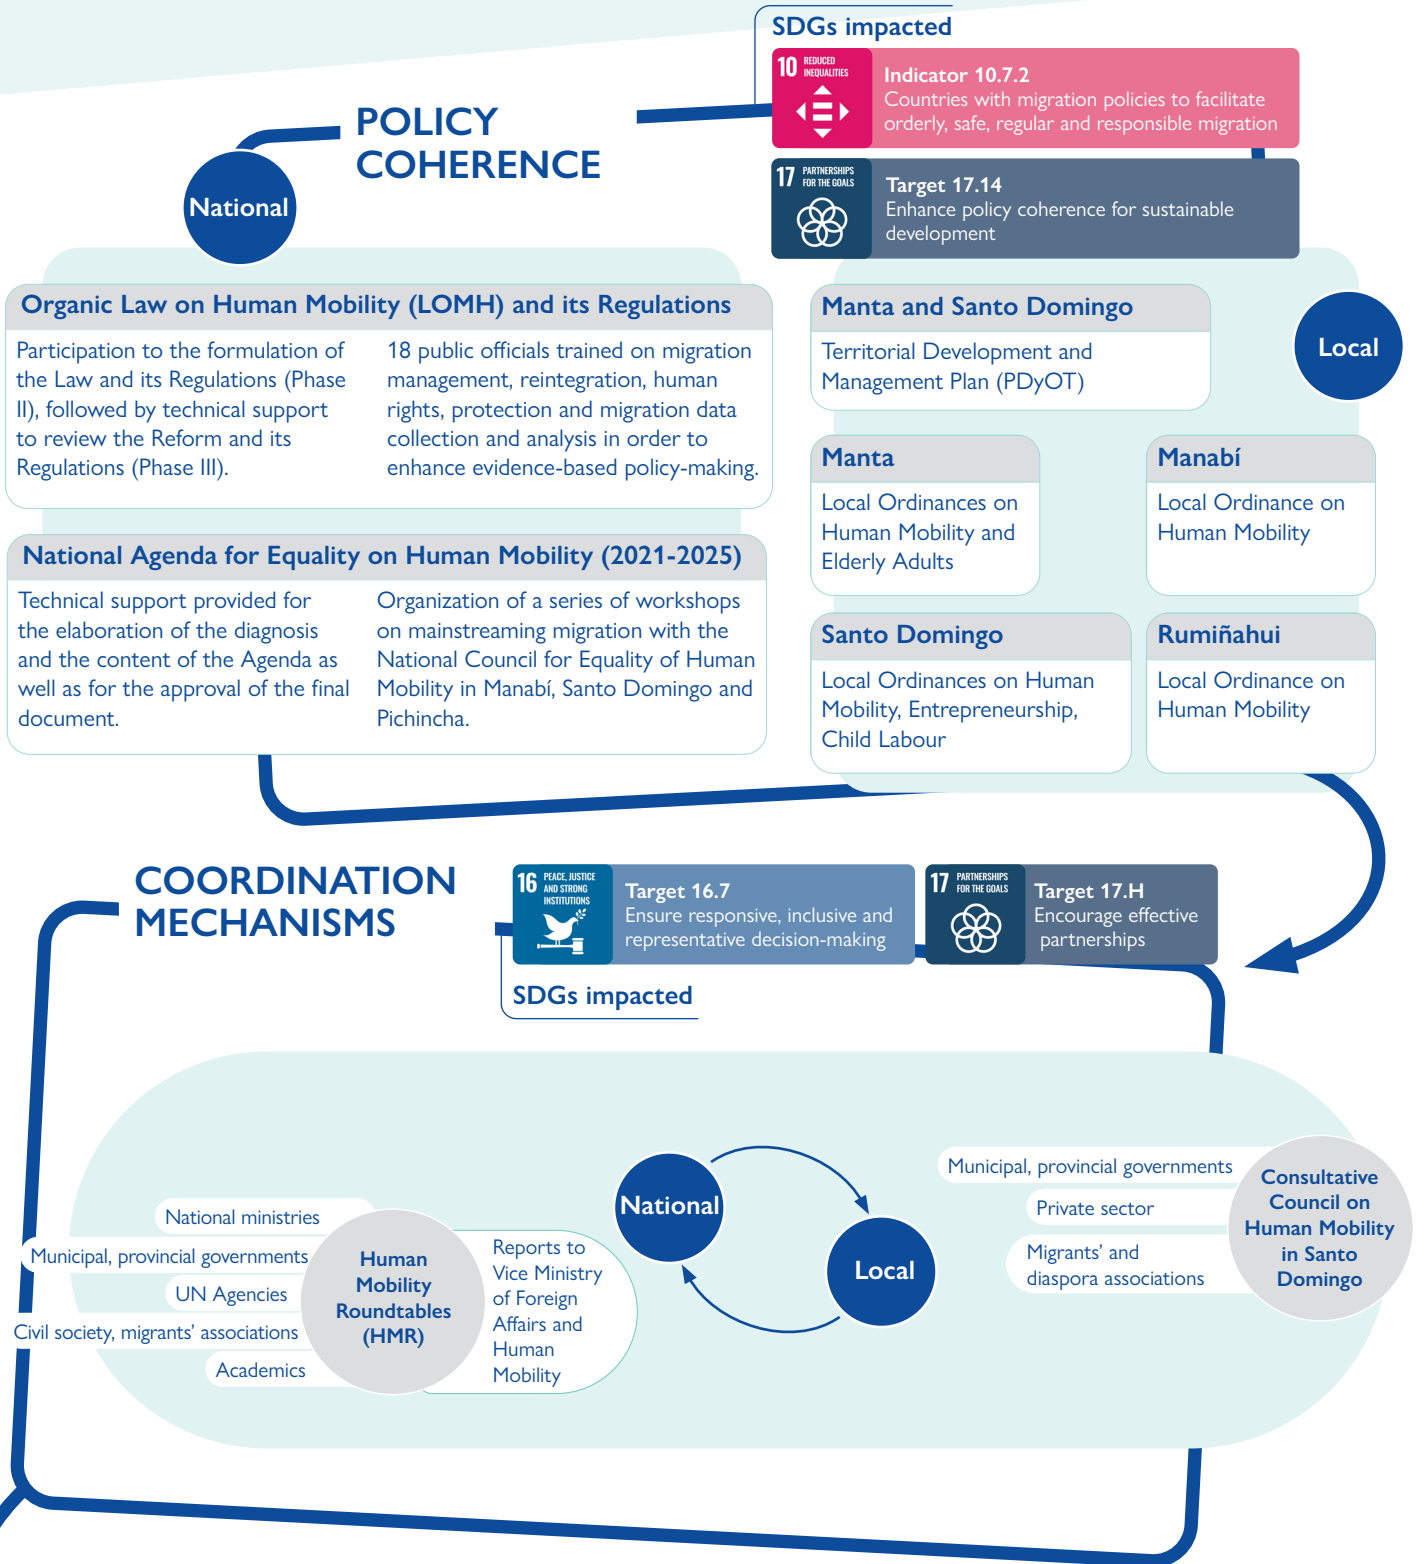 SDGs impacted
10 REDUCED
INEQUALITIES
Indicator 10.7.2
Countries with migration policies to facilitate
orderly, safe, regular and responsible migration
POLICY
COHERENCE
17 PARTNERSHIPS
FOR THE GOALS
Target 17.14
Enhance policy coherence for sustainable
development
National
Organic Law on Human Mobility (LOMH) and its Regulations
Participation to the formulation of
the Law and its Regulations (Phase
II), followed by technical support
to review the Reform and its
Regulations (Phase III).
18 public officials trained on migration
management, reintegration, human
rights, protection and migration data
collection and analysis in order to
enhance evidence-based policy-making.
National Agenda for Equality on Human Mobility (2021-2025)
Technical support provided for
the elaboration of the diagnosis
and the content of the Agenda as
well as for the approval of the final
document.
Organization of a series of workshops
on mainstreaming migration with the
National Council for Equality of Human
Mobility in Manabí, Santo Domingo and
Pichincha.
Local
Manta and Santo Domingo
Territorial Development and
Management Plan (PDyOT)
Manta
Local Ordinances on
Human Mobility and
Elderly Adults
Manabí
Local Ordinance on
Human Mobility
Santo Domingo
Local Ordinances on Human
Mobility, Entrepreneurship,
Child Labour
Rumiñahui
Local Ordinance on
Human Mobility
COORDINATION
MECHANISMS
16 PEACE, JUSTICE
AND STRONG
INSTITUTIONS
Target 16.7
Ensure responsive, inclusive and
representative decision-making
17 PARTNERSHIPS
FOR THE GOALS
Target 17.H
Encourage effective
partnerships
SDGs impacted
National ministries
Municipal, provincial governments
UN Agencies
Civil society, migrants' associations
Academics
Human
Mobility
Roundtables
(HMR)
Reports to
Vice Ministry
of Foreign
Affairs and
Human
Mobility
National
Local
Municipal, provincial governments
Private sector
Migrants' and
diaspora associations
Consultative
Council on
Human Mobility
in Santo
Domingo